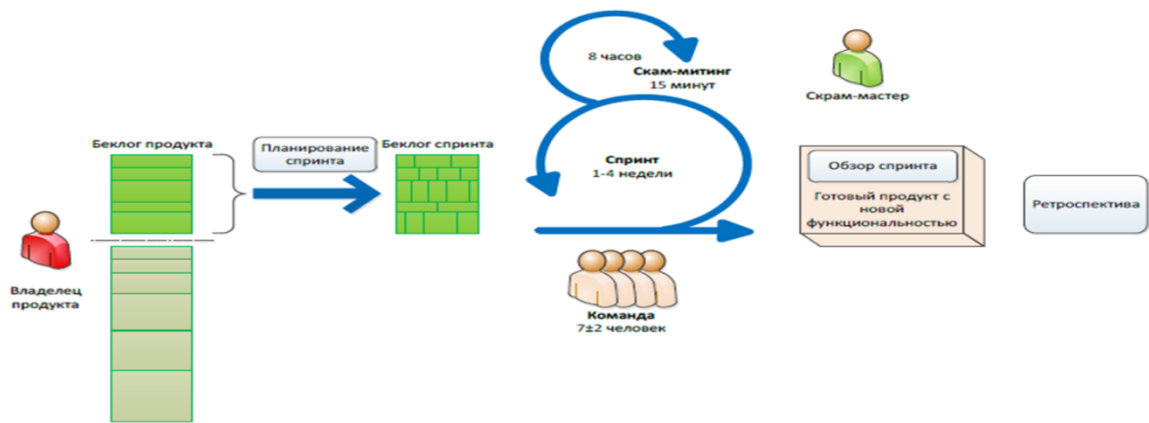 8 часов
Скам-митинг
15 минут
Скрам-мастер
Беклог продукта
Планирование
спринта
Беклог спринта
Спринт
1-4 недели
Обзор спринта
Готовый продукт с
новой
функциональностью
Ретроспектива
Владелец
продукта
Команда
7±2 человек